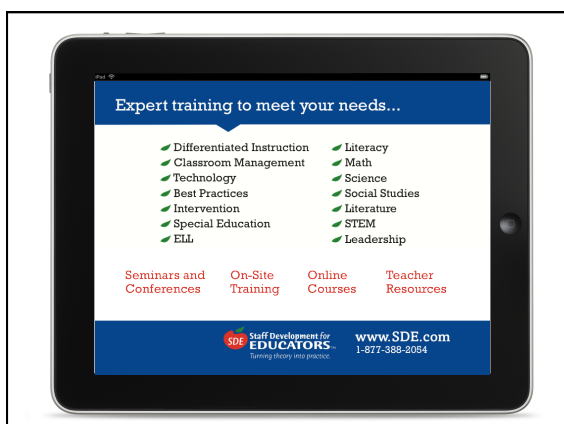 iPad
Expert training to meet your needs...
Differentiated Instruction
Classroom Management
Technology
Best Practices
Intervention
Special Education
ELL
Literacy
Math
Science
Social Studies
Literature
STEM
Leadership
Seminars and
Conferences
On-Site
Training
Online
Courses
Teacher
Resources
SDE
Staff Development for
EDUCATORS™
Turning theory into practice.
www.SDE.com
1-877-388-2054